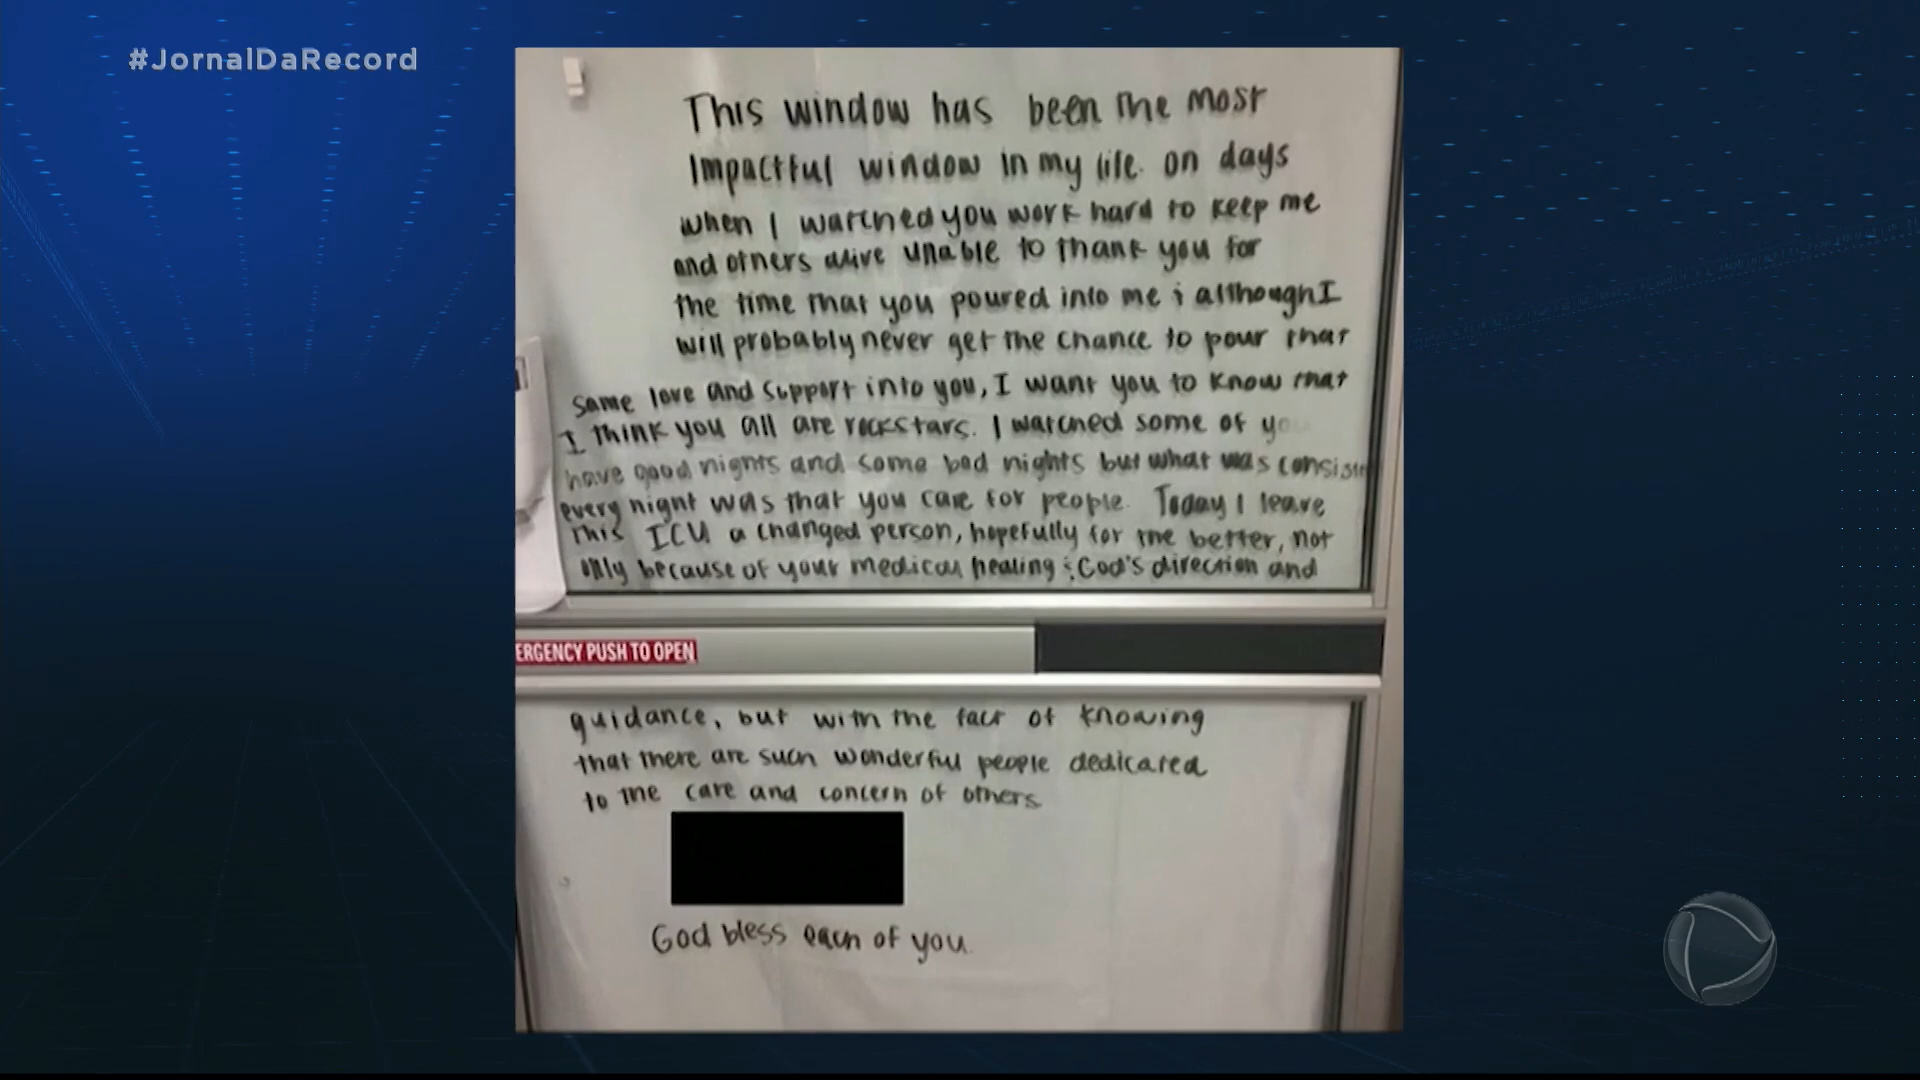 #JornalDaRecord
This window has been the most
Impactful window in my life. on days
when I watched you work hard to keep me
and others alive unable to thank you for
the time that you poured into me & although I
will probably never get the chance to pour that
same love and support into you, I want you to know that
I think you all are rockstars. I watched some of
have good nights and some bad nights but what was
every night was that you care for people. Today I leave
this ICU a changed person, hopefully for the better, not
only because of your medical healing & God's direction and
ERGENCY PUSH TO OPEN
guidance, but with the fact of knowing
that there are such wonderful people dedicated
to the care and concern of others.
God bless each of you.